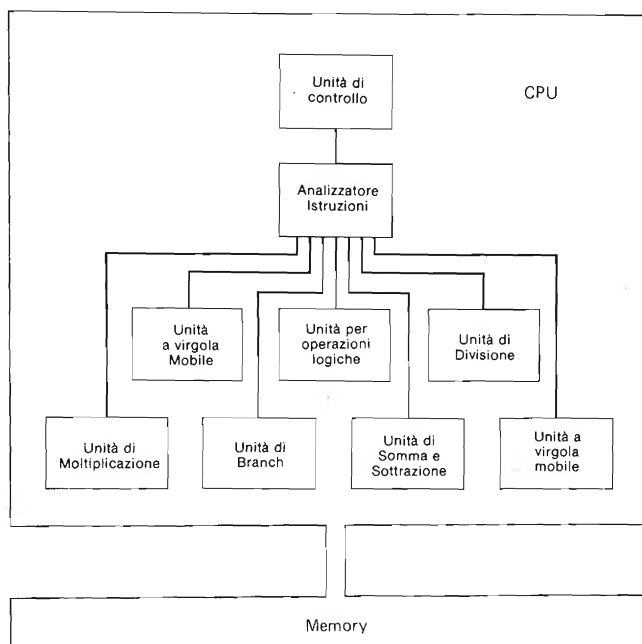 Unità di
controllo
CPU
Analizzatore
Istruzioni
Unità
a virgola
Mobile
Unità per
operazioni
logiche
Unità di
Divisione
Unità di
Moltiplicazione
Unità di
Branch
Unità di
Somma e
Sottrazione
Unità a
virgola
mobile
Memory